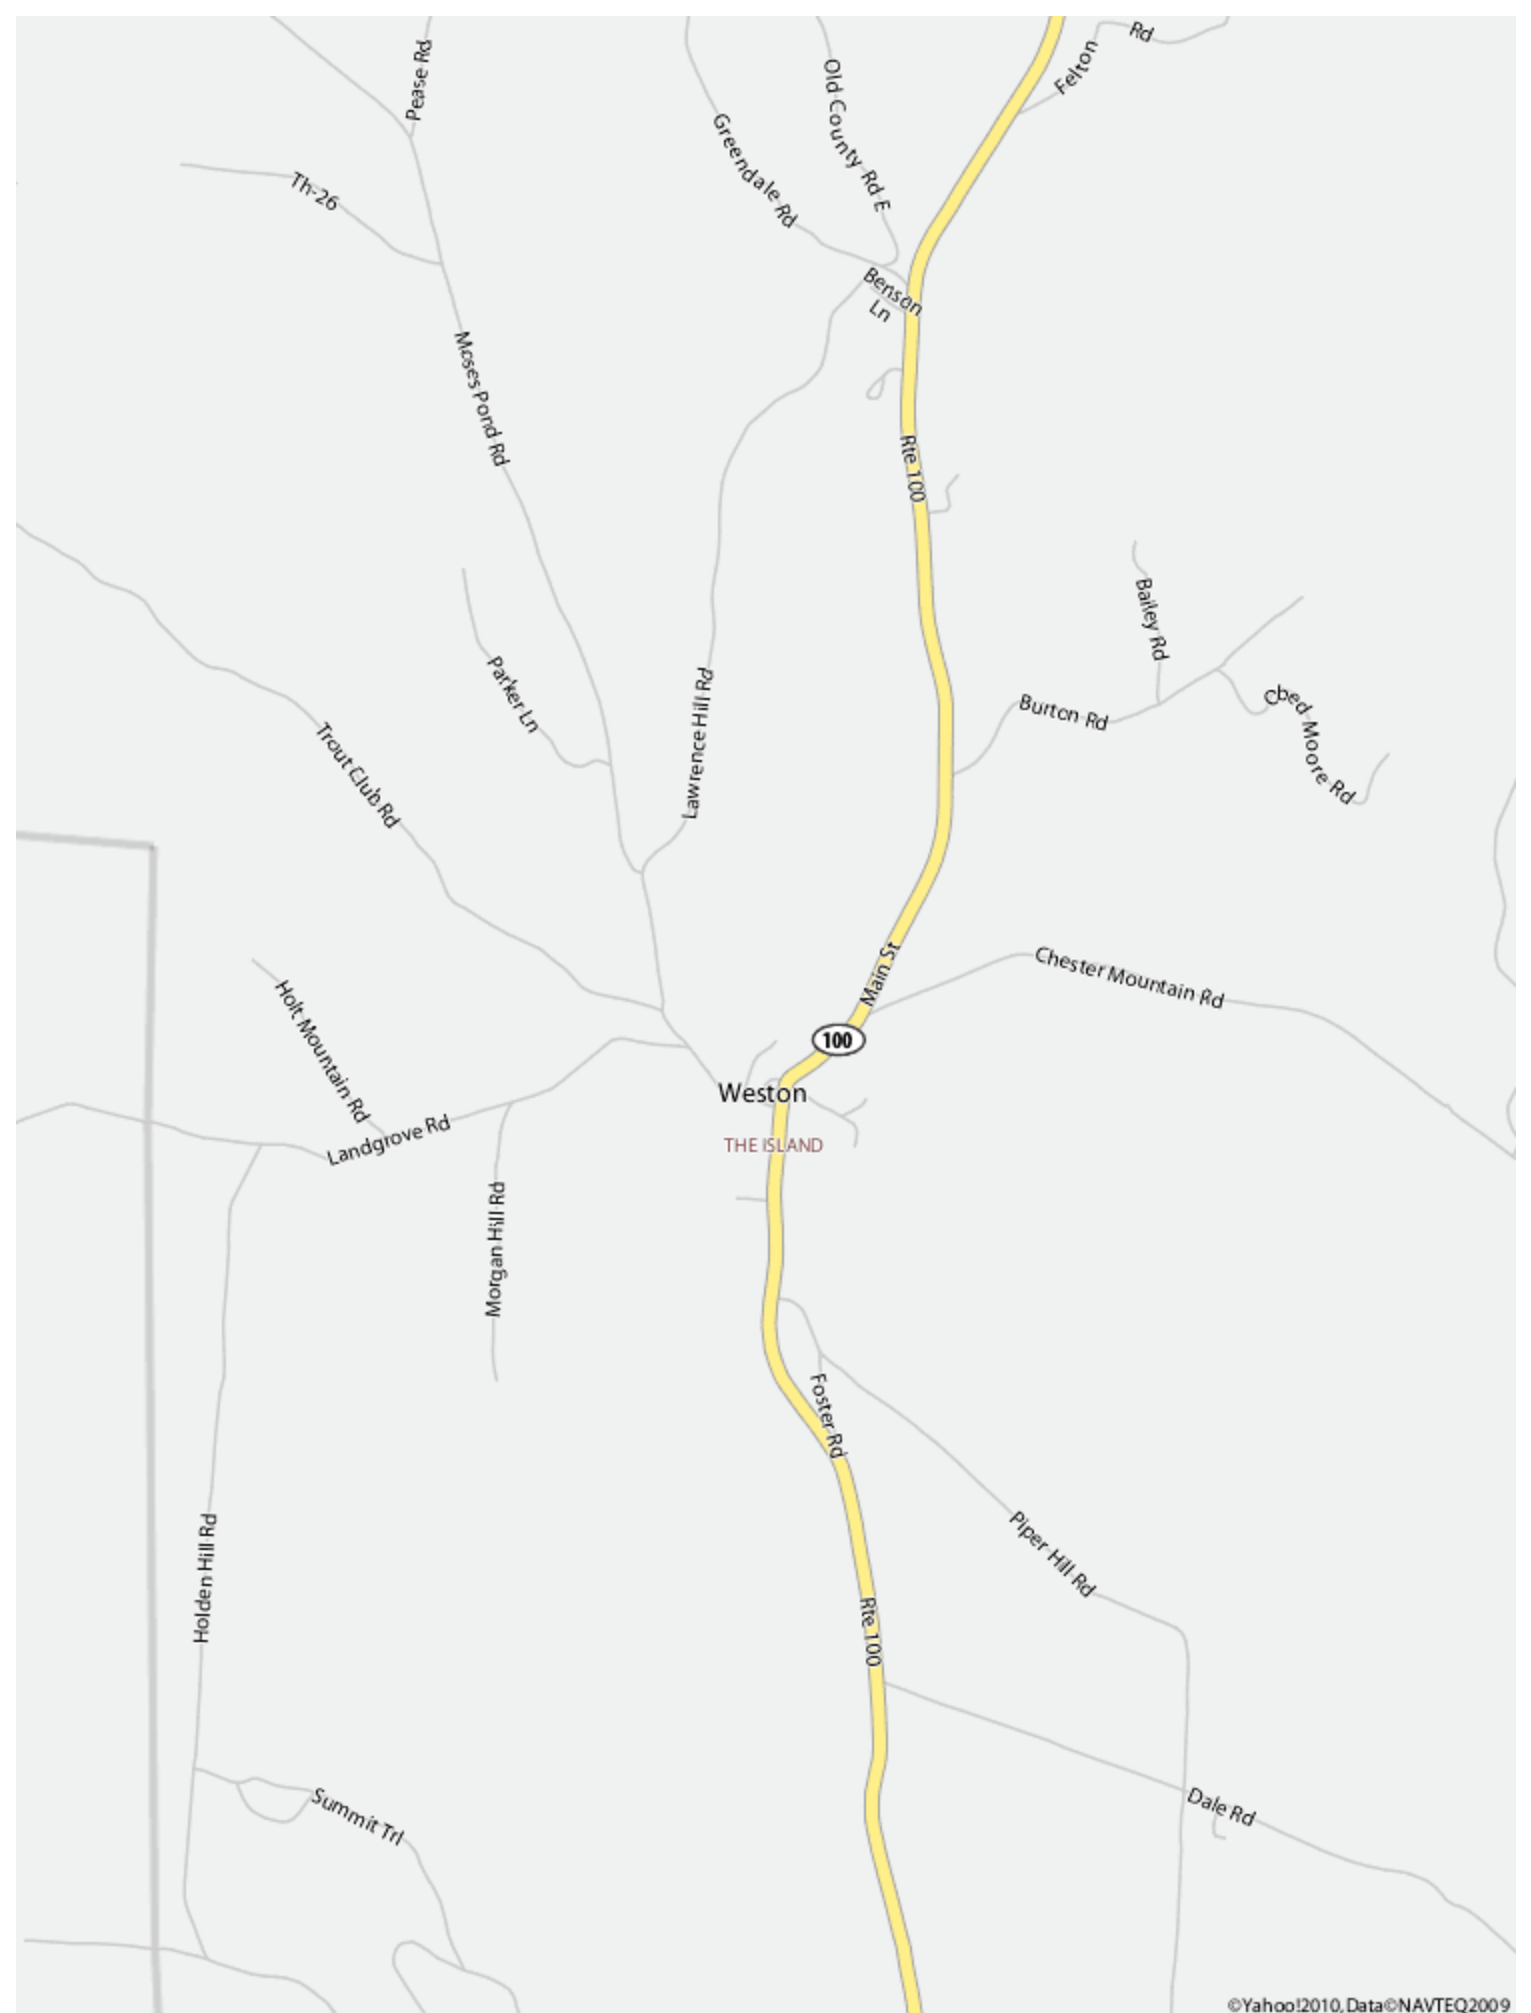 Pease Rd
Old County Rd E
Felton
Rd
Greendale Rd
Th-26
Benson
Ln
Moses Pond Rd
Rte 100
Bailey Rd
Parker Ln
Lawrence Hill Rd
Burton Rd
Obed Moore Rd
Trout Club Rd
Main St
Chester Mountain Rd
Holt Mountain Rd
100
Weston
Landgrove Rd
THE ISLAND
Morgan Hill Rd
Foster Rd
Holden Hill Rd
Piper Hill Rd
Rte 100
Summit Trl
Dale Rd
©Yahoo!2010, Data©NAVTEQ2009